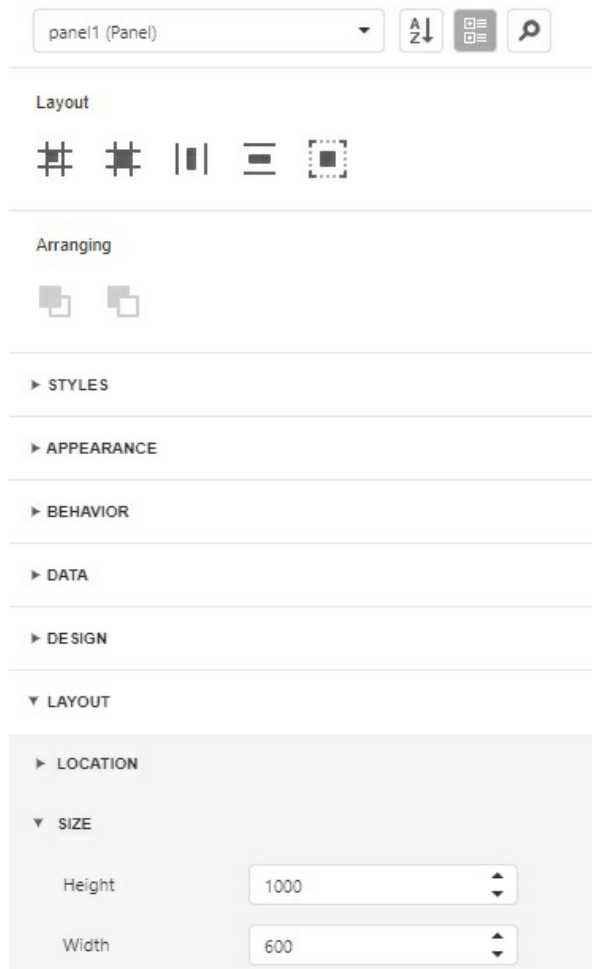 panel1 (Panel)
A
Z
Layout
Arranging
STYLES
APPEARANCE
BEHAVIOR
DATA
DESIGN
LAYOUT
LOCATION
SIZE
Height 1000
Width 600